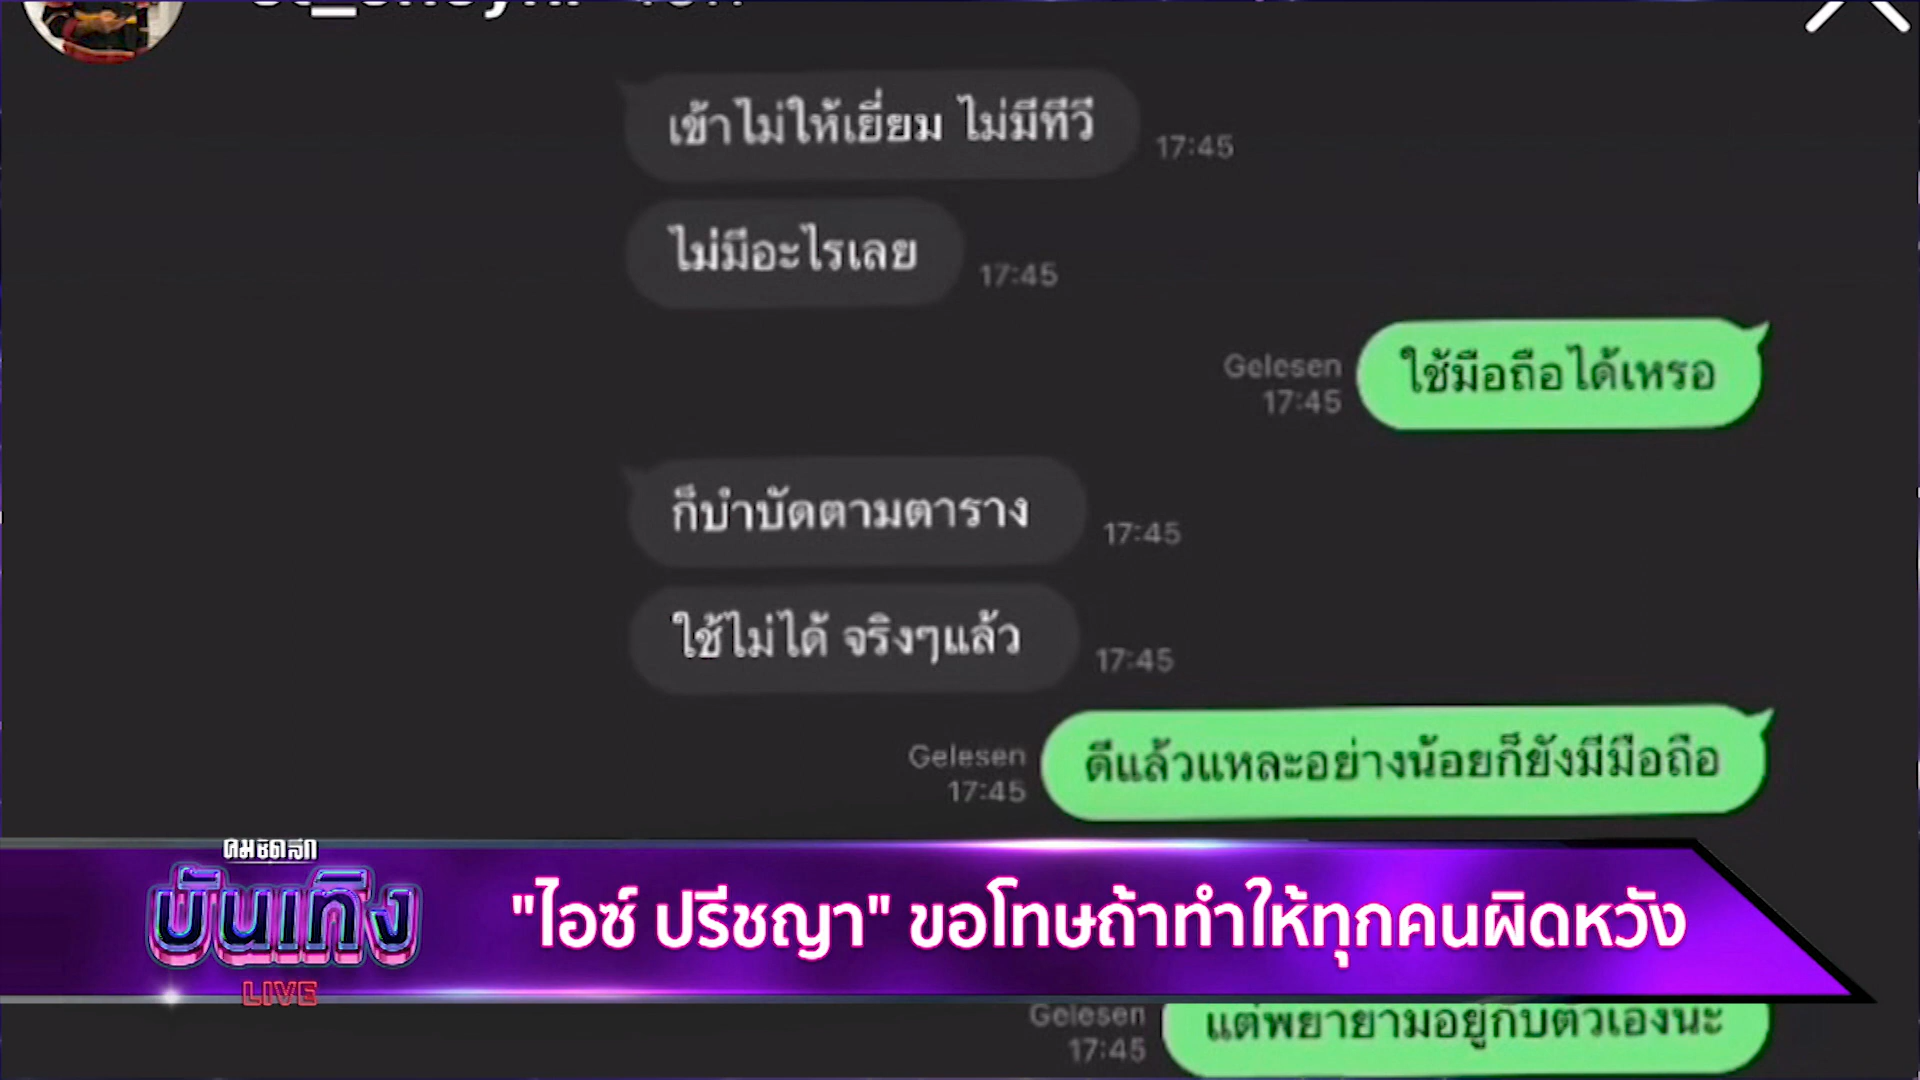 เข้าไม่ให้เยี่ยม ไม่มีทีวี
17:45
ไม่มีอะไรเลย
17:45
Gelesen
17:45
ใช้มือถือได้เหรอ
ก็บำบัดตามตาราง
17:45
ใช้ไม่ได้ จริงๆแล้ว
17:45
Gelesen
17:45
ดีแล้วแหละอย่างน้อยก็ยังมีมือถือ
คมชัดลึก
บันเทิง
LIVE
"ไอซ์ ปรีชญา" ขอโทษถ้าทำให้ทุกคนผิดหวัง
Gelesen
17:45
แต่พยายามอยู่กับตัวเองนะ